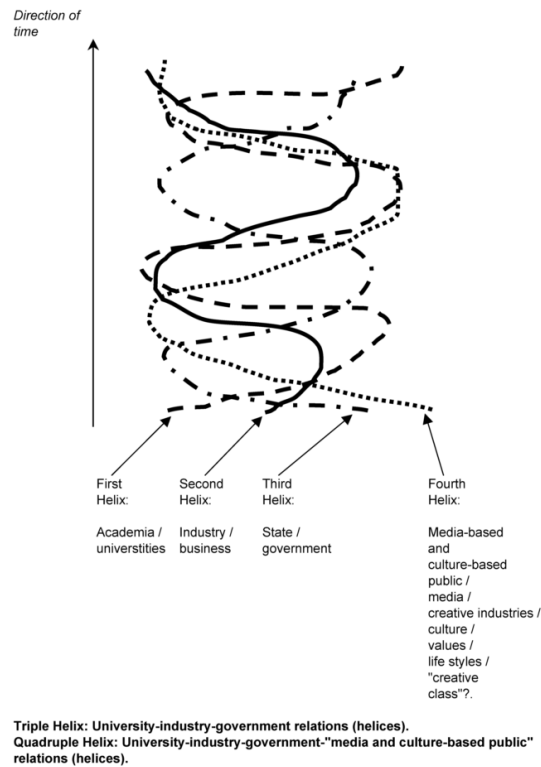 Direction of
time
First
Helix:
Academia /
universtities
Second
Helix:
Industry /
business
Third
Helix:
State /
government
Fourth
Helix:
Media-based
and
culture-based
public /
media /
creative industries /
culture /
values /
life styles /
"creative
class"?.
Triple Helix: University-industry-government relations (helices).
Quadruple Helix: University-industry-government-"media and culture-based public"
relations (helices).